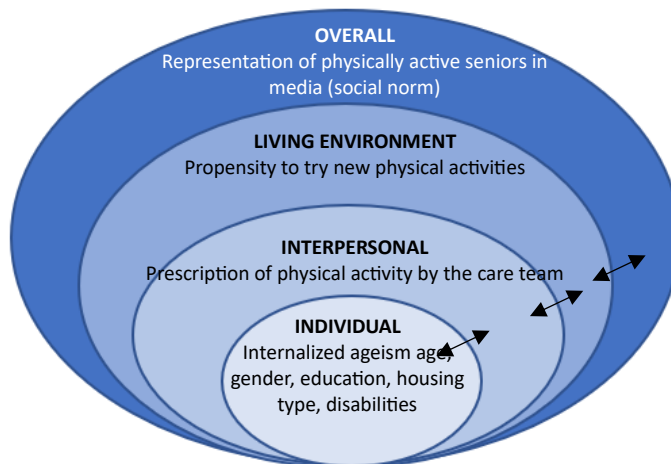 OVERALL
Representation of physically active seniors in
media (social norm)
LIVING ENVIRONMENT
Propensity to try new physical activities
INTERPERSONAL
Prescription of physical activity by the care team
INDIVIDUAL
Internalized ageism age,
gender, education, housing
type, disabilities